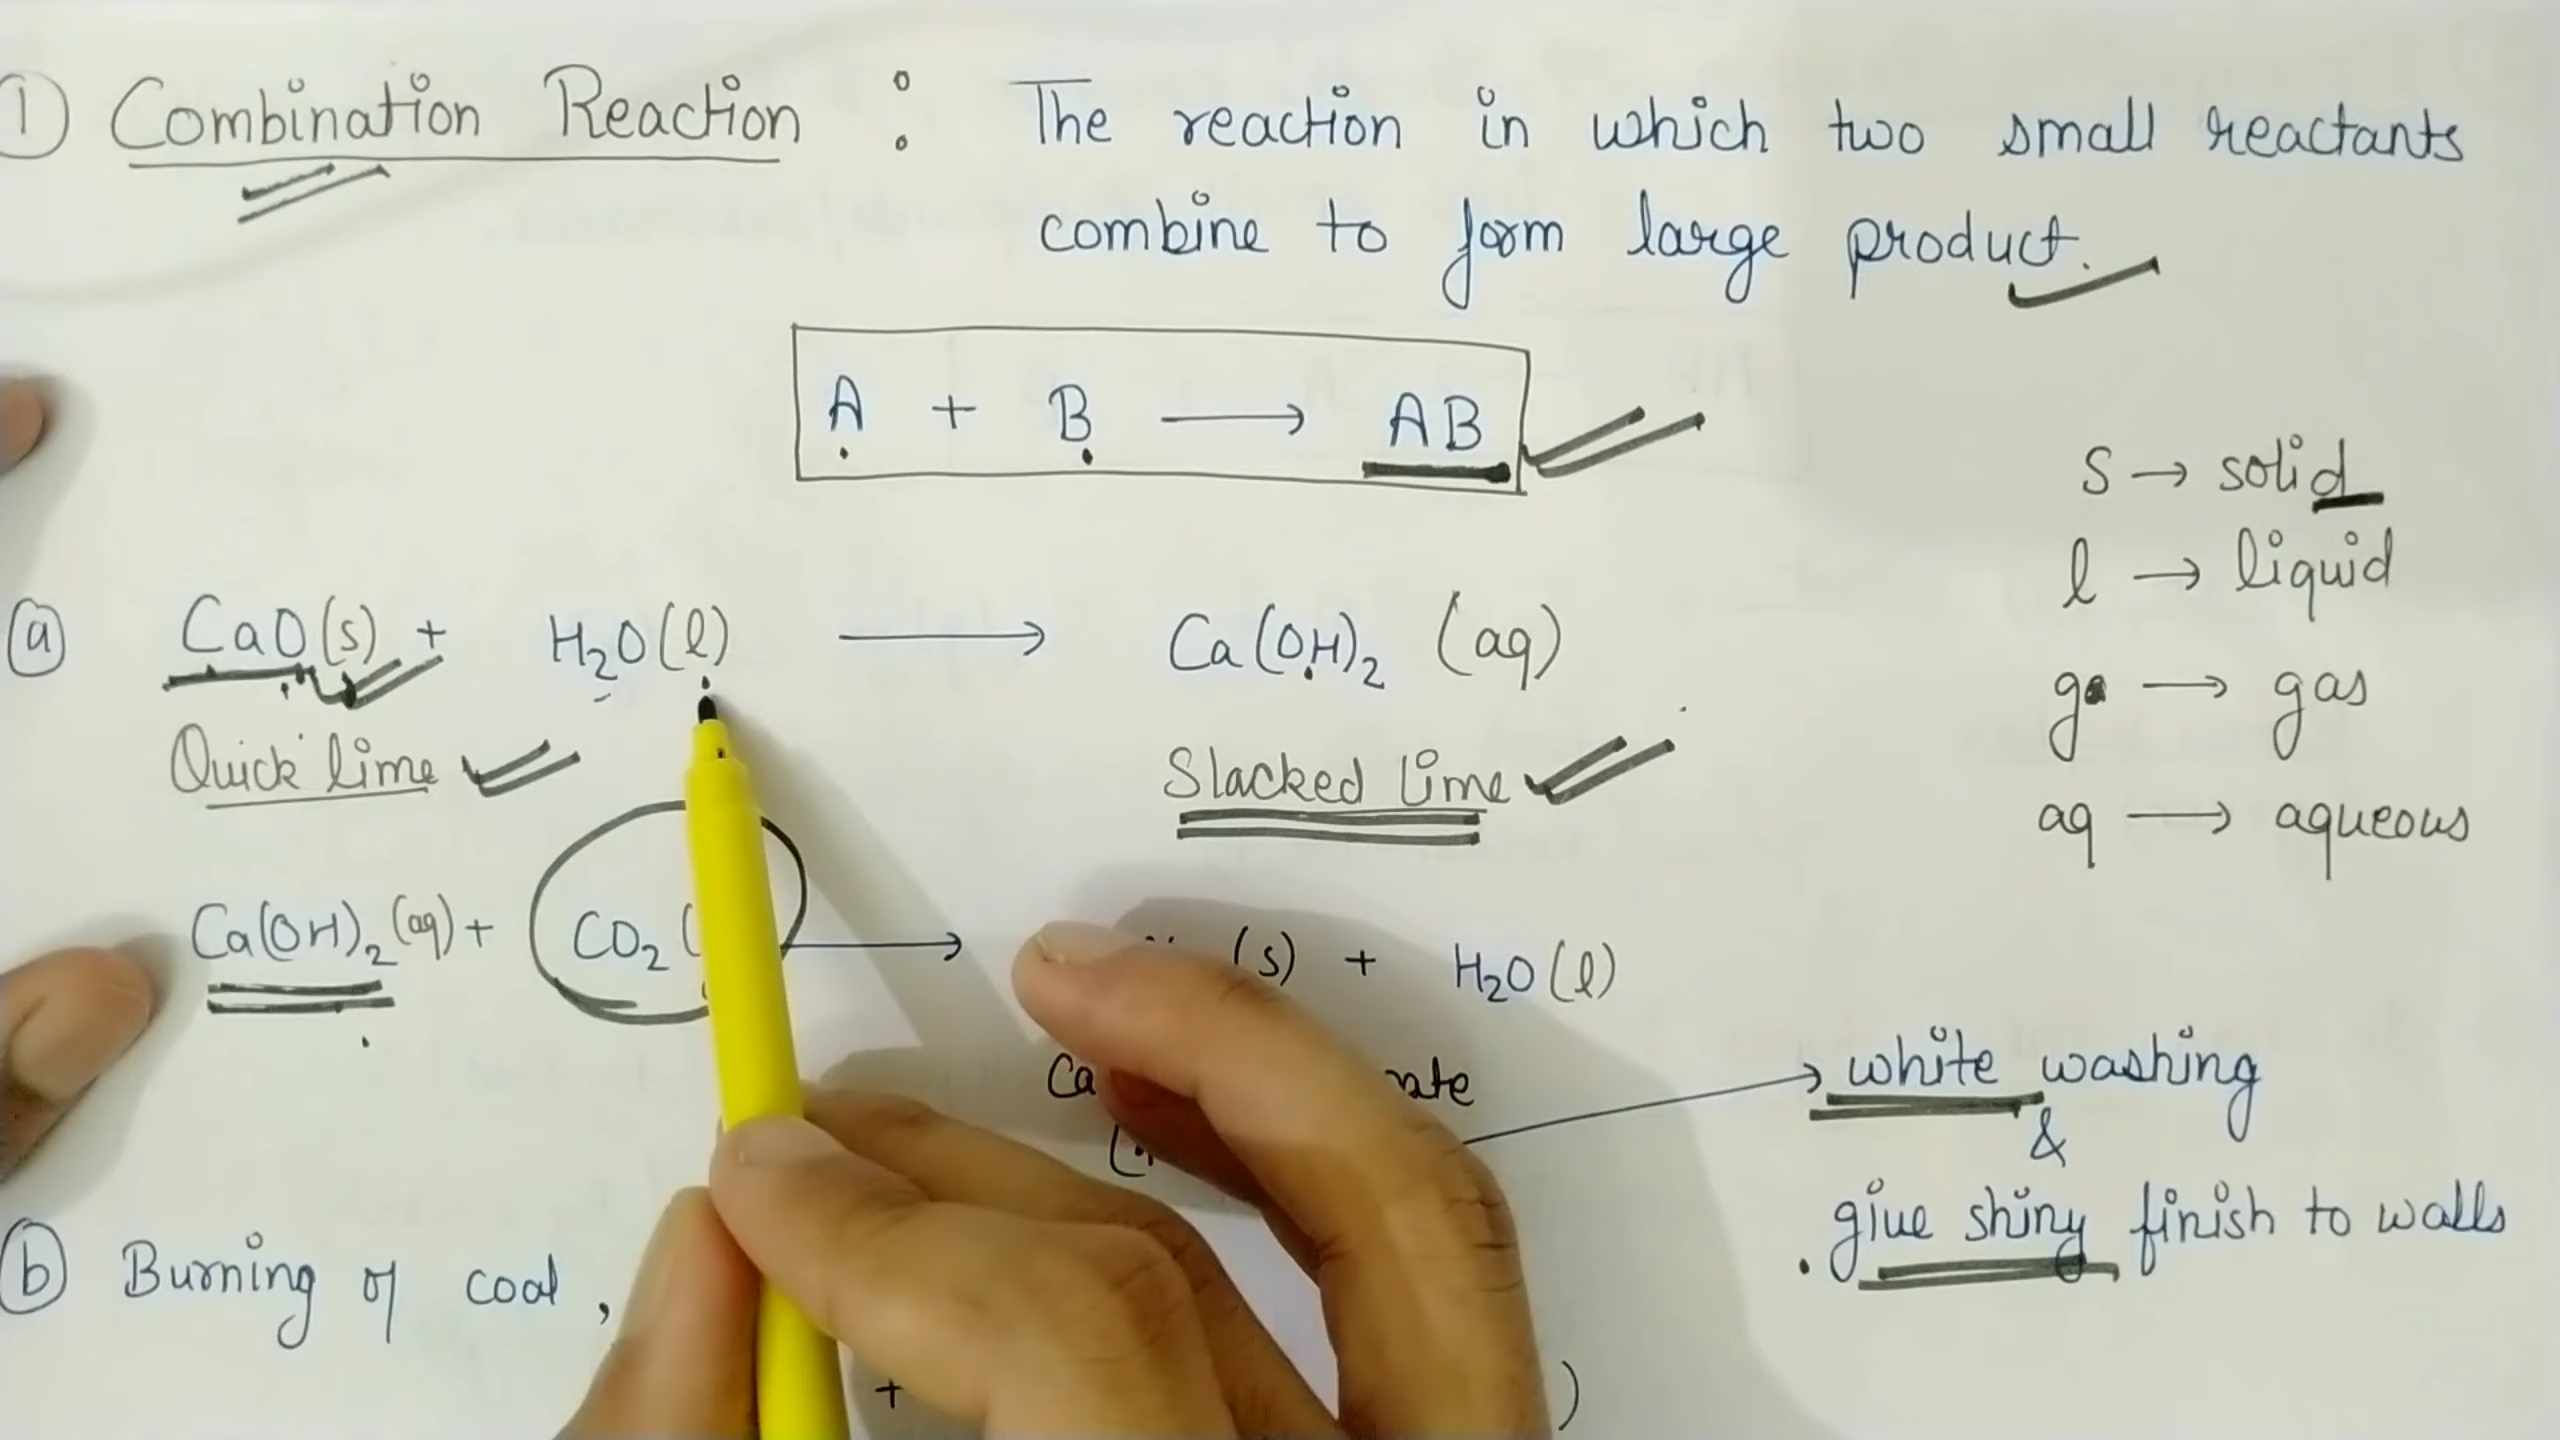 ① Combination Reaction : The reaction in which two small reactants
combine to form large product.
A + B → AB
s → solid
l → liquid
g → gas
aq → aqueous
ⓐ CaO(s) + H₂O(l) → Ca(OH)₂ (aq)
Quick lime Slacked lime
Ca(OH)₂ (aq) + CO₂ ( → (s) + H₂O(l)
→ white washing
&
give shiny finish to walls
ⓑ Burning of coal,
+ )